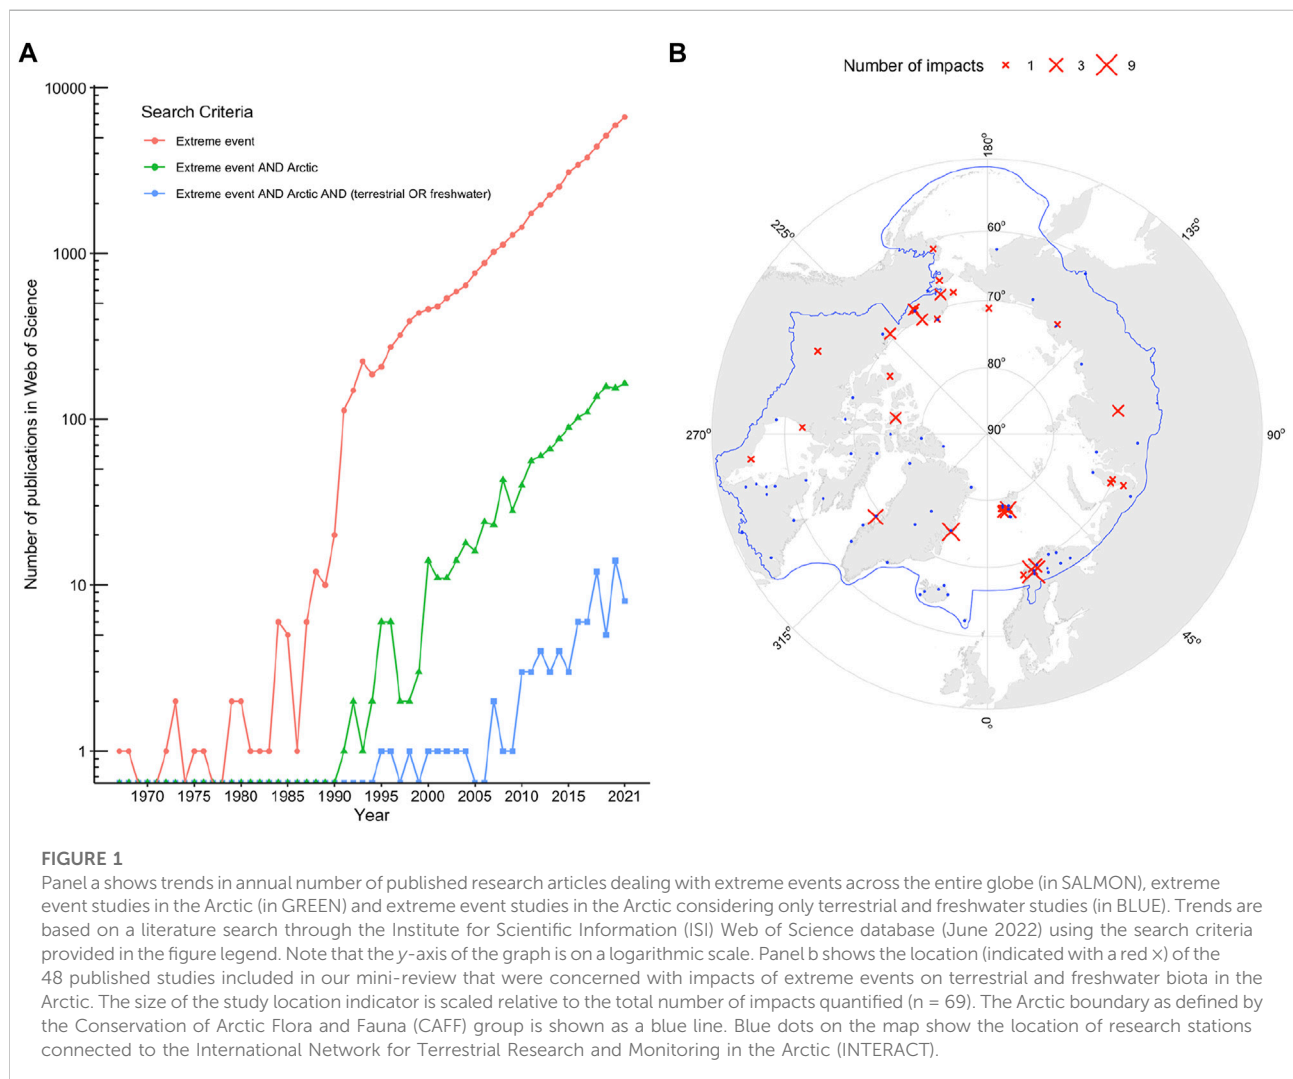 A
B
Number of impacts 1 3 9
10000
1000
100
10
1
Number of publications in Web of Science
Search Criteria
Extreme event
Extreme event AND Arctic
Extreme event AND Arctic AND (terrestrial OR freshwater)
1970 1975 1980 1985 1990 1995 2000 2005 2010 2015 2021
Year
180°
225°
135°
60°
70°
80°
270°
90°
90°
315°
45°
0°
FIGURE 1
Panel a shows trends in annual number of published research articles dealing with extreme events across the entire globe (in SALMON), extreme
event studies in the Arctic (in GREEN) and extreme event studies in the Arctic considering only terrestrial and freshwater studies (in BLUE). Trends are
based on a literature search through the Institute for Scientific Information (ISI) Web of Science database (June 2022) using the search criteria
provided in the figure legend. Note that the y-axis of the graph is on a logarithmic scale. Panel b shows the location (indicated with a red ×) of the
48 published studies included in our mini-review that were concerned with impacts of extreme events on terrestrial and freshwater biota in the
Arctic. The size of the study location indicator is scaled relative to the total number of impacts quantified (n = 69). The Arctic boundary as defined by
the Conservation of Arctic Flora and Fauna (CAFF) group is shown as a blue line. Blue dots on the map show the location of research stations
connected to the International Network for Terrestrial Research and Monitoring in the Arctic (INTERACT).